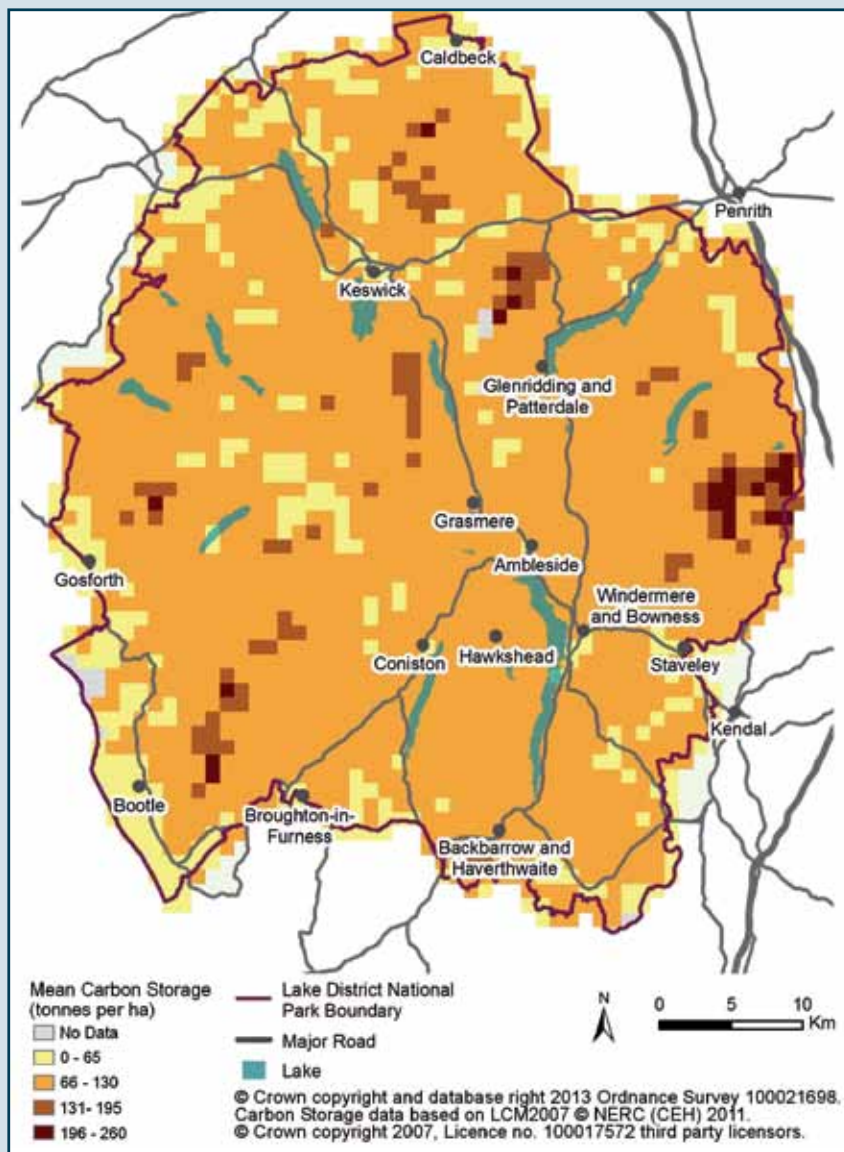 Caldbeck
Penrith
Keswick
Glenridding and
Patterdale
Grasmere
Ambleside
Gosforth
Windermere
and Bowness
Coniston
Hawkshead
Staveley
Kendal
Bootle
Broughton-in-
Furness
Backbarrow and
Haverthwaite
Mean Carbon Storage
(tonnes per ha)
No Data
0 - 65
66 - 130
131- 195
196 - 260
Lake District National
Park Boundary
Major Road
Lake
N
0 5 10
Km
© Crown copyright and database right 2013 Ordnance Survey 100021698.
Carbon Storage data based on LCM2007 © NERC (CEH) 2011.
© Crown copyright 2007, Licence no. 100017572 third party licensors.